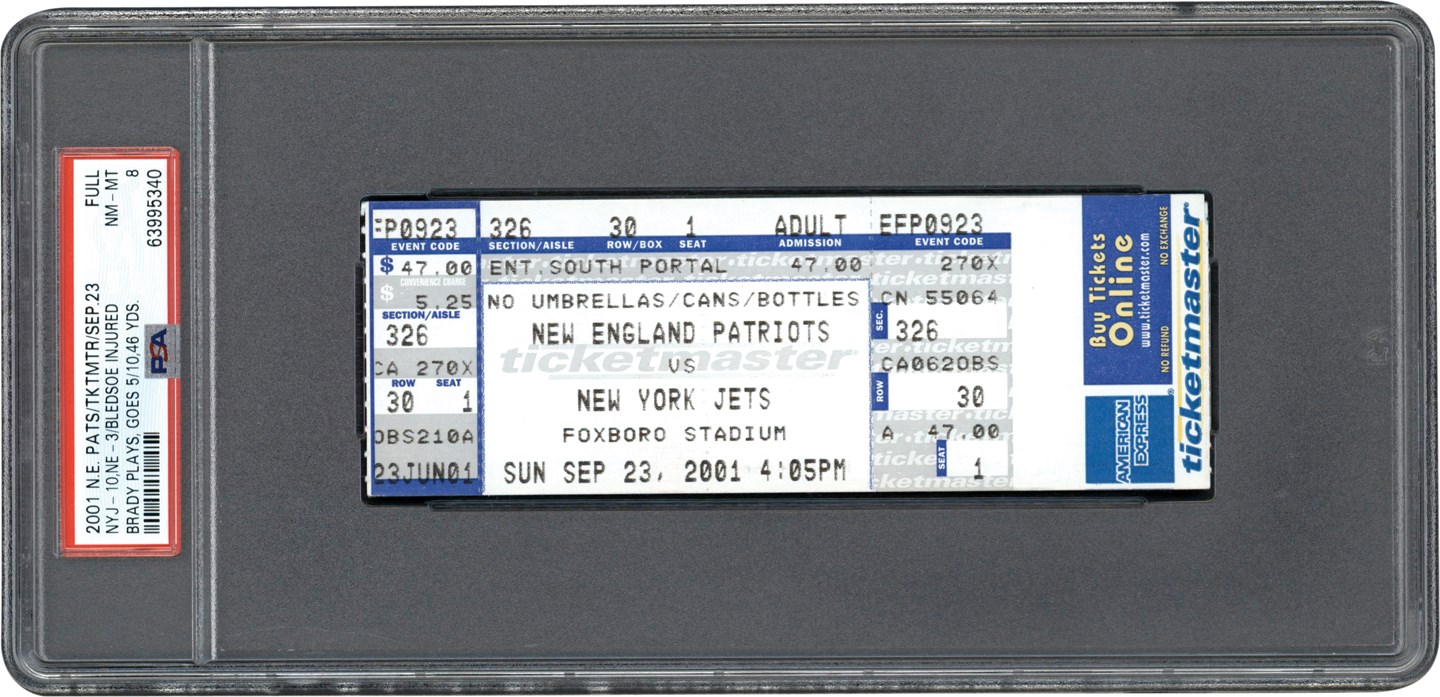 2001 N.E. PATS/TKTMTR/SEP.23 FULL
NYJ - 10,NE - 3/BLEDSOE INJURED NM - MT
BRADY PLAYS, GOES 5/10,46 YDS. 8
63995340
PSA
EP0923 326 30 1 ADULT EFP0923
EVENT CODE SECTION/AISLE ROW/BOX SEAT ADMISSION EVENT CODE
$ 47.00 ENT.SOUTH PORTAL 47.00 270X
CONVENIENCE CHARGE
$ 5.25 NO UMBRELLAS/CANS/BOTTLES CN 55064
SECTION/AISLE
326 NEW ENGLAND PATRIOTS SEC. 326
ticketmaster
CA 270X VS CA062OBS
ROW SEAT
30 1 NEW YORK JETS ROW 30
OBS210A FOXBORO STADIUM A 47.00
23JUN01 SUN SEP 23, 2001 4:05PM SEAT 1
Buy Tickets
Online
www.ticketmaster.com
NO REFUND NO EXCHANGE
AMERICAN
EXPRESS
®
ticketmaster®